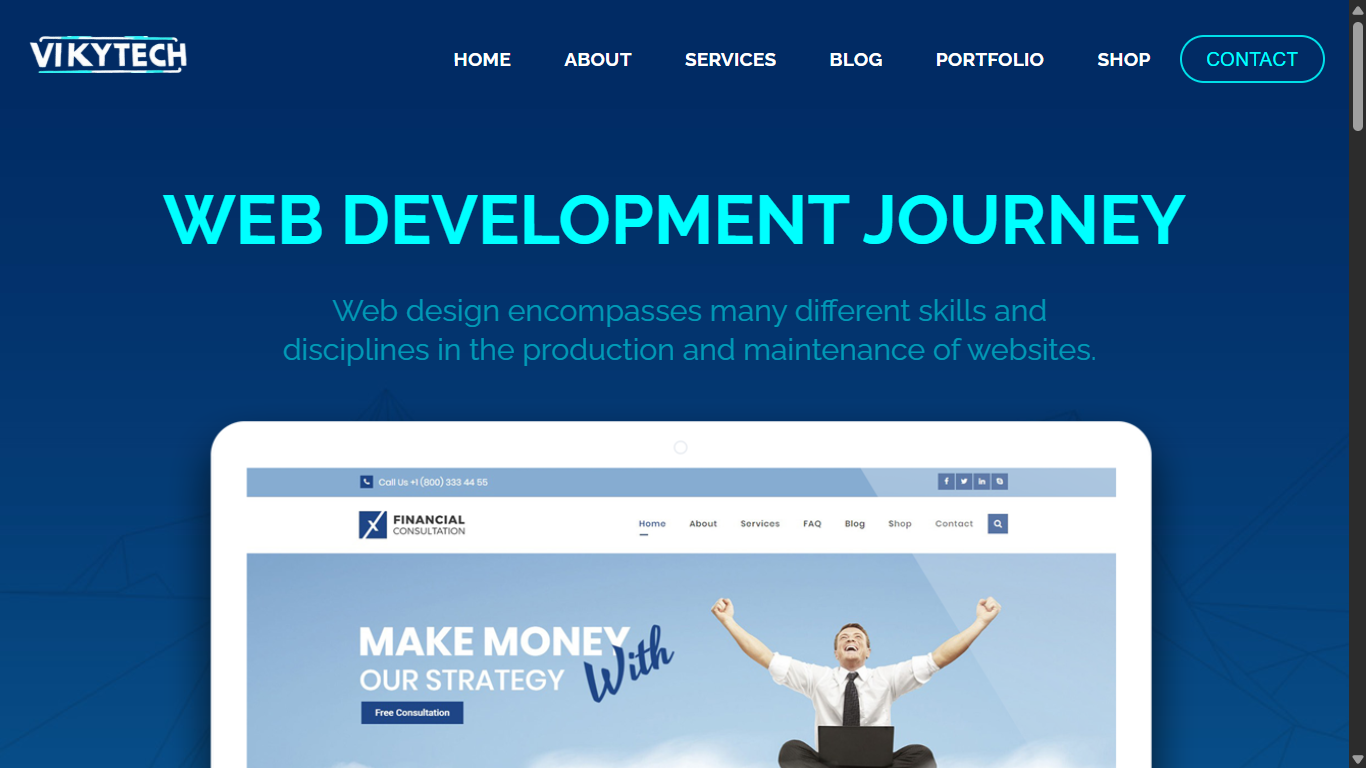 VIKYTECH
HOME ABOUT SERVICES BLOG PORTFOLIO SHOP CONTACT
WEB DEVELOPMENT JOURNEY
Web design encompasses many different skills and
disciplines in the production and maintenance of websites.
Call Us +1 (800) 333 44 55
FINANCIAL
CONSULTATION
Home About Services FAQ Blog Shop Contact
MAKE MONEY
With
OUR STRATEGY
Free Consultation